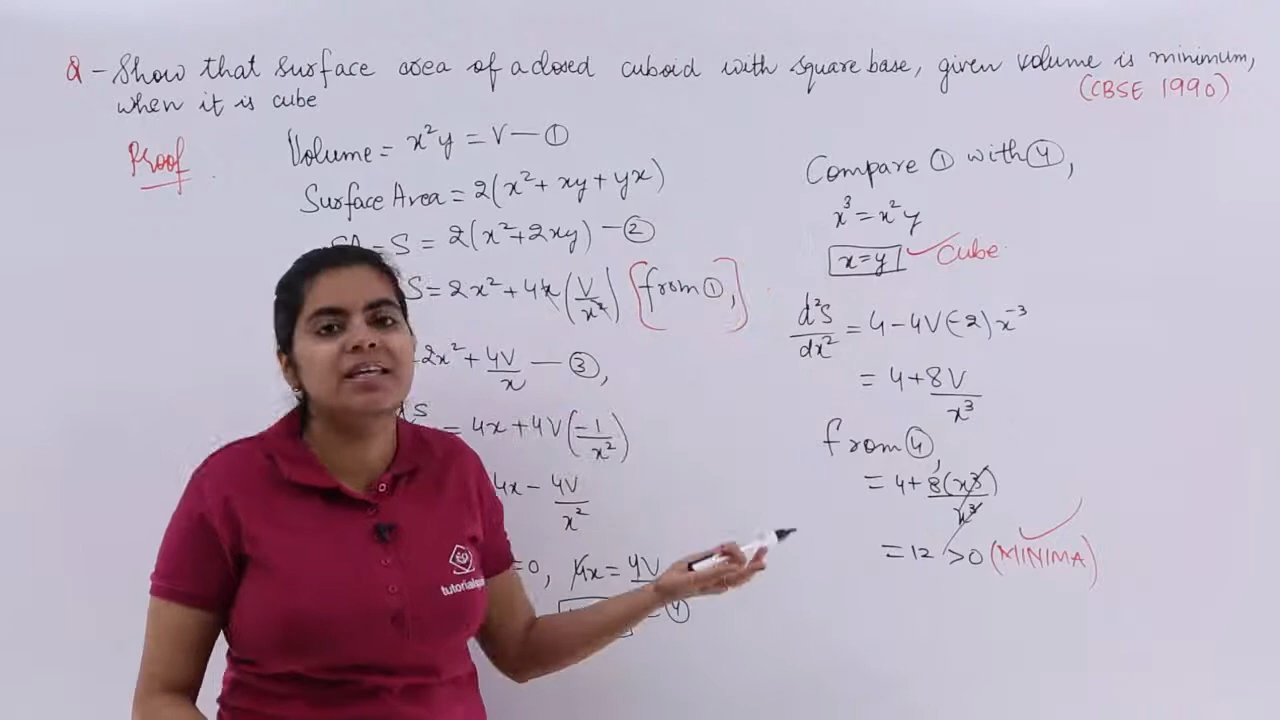 Q - Show that surface area of a closed cuboid with square base, given volume is minimum,
when it is cube
(CBSE 1990)
Proof
Volume = x²y = V — ①
Surface Area = 2(x² + xy + yx)
= S = 2(x² + 2xy) — ②
S = 2x² + 4x(V/x²) [from ①,]
2x² + 4V/x — ③,
= 4x + 4V(-1/x²)
4x - 4V/x²
=0, 4x = 4V
— ④
Compare ① with ④,
x³ = x²y
x = y ✓ Cube
d²S/dx² = 4 - 4V(-2)x⁻³
= 4 + 8V/x³
from ④,
= 4 + 8(x³)/x³
= 12 > 0 (MINIMA) ✓
tutorialspoint